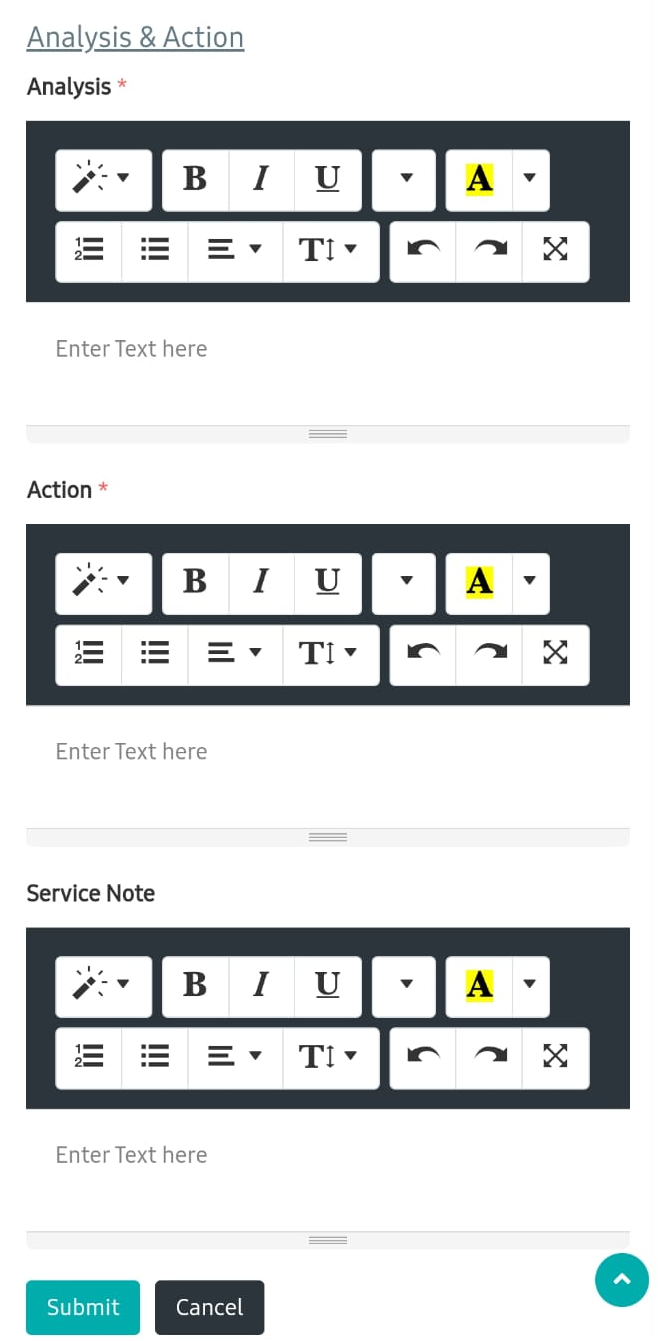 Analysis & Action
Analysis *
B I U A
T
Enter Text here
Action *
B I U A
T
Enter Text here
Service Note
B I U A
T
Enter Text here
Submit Cancel